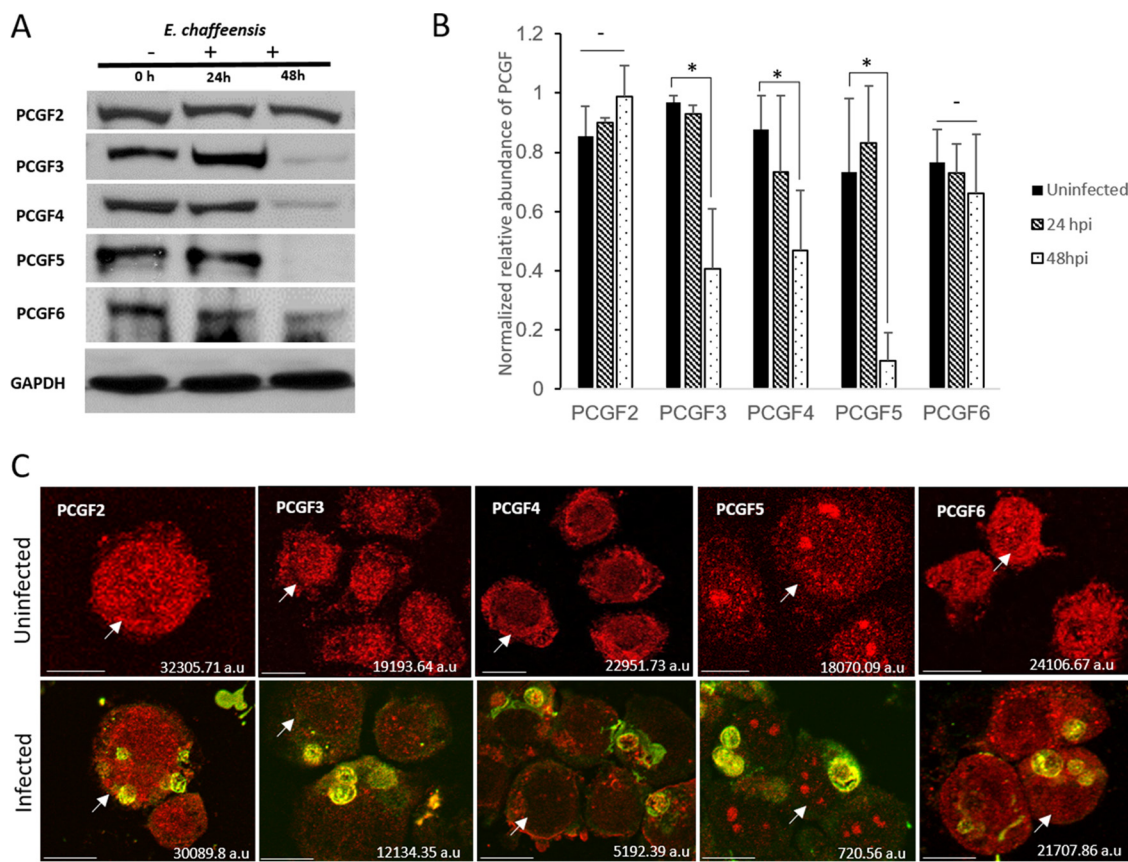 A
E. chaffeensis
- + +
0 h 24h 48h
PCGF2
PCGF3
PCGF4
PCGF5
PCGF6
GAPDH
B
Normalized relative abundance of PCGF
1.2
1
0.8
0.6
0.4
0.2
0
- * * * -
PCGF2 PCGF3 PCGF4 PCGF5 PCGF6
Uninfected
24 hpi
48hpi
C
Uninfected
PCGF2 PCGF3 PCGF4 PCGF5 PCGF6
32305.71 a.u 19193.64 a.u 22951.73 a.u 18070.09 a.u 24106.67 a.u
Infected
30089.8 a.u 12134.35 a.u 5192.39 a.u 720.56 a.u 21707.86 a.u